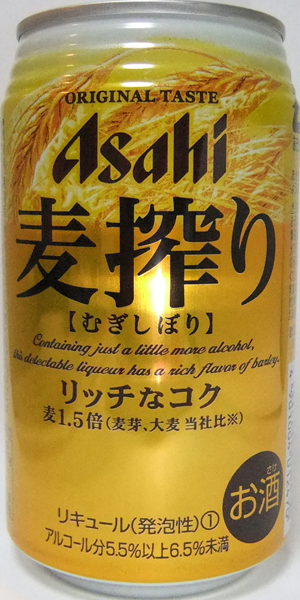 ORIGINAL TASTE
Asahi
麦搾り
【むぎしぼり】
Containing just a little more alcohol,
this delectable liqueur has a rich flavor of barley.
リッチなコク
麦1.5倍(麦芽、大麦 当社比※)
さけ
お酒
リキュール(発泡性)①
アルコール分5.5%以上6.5%未満